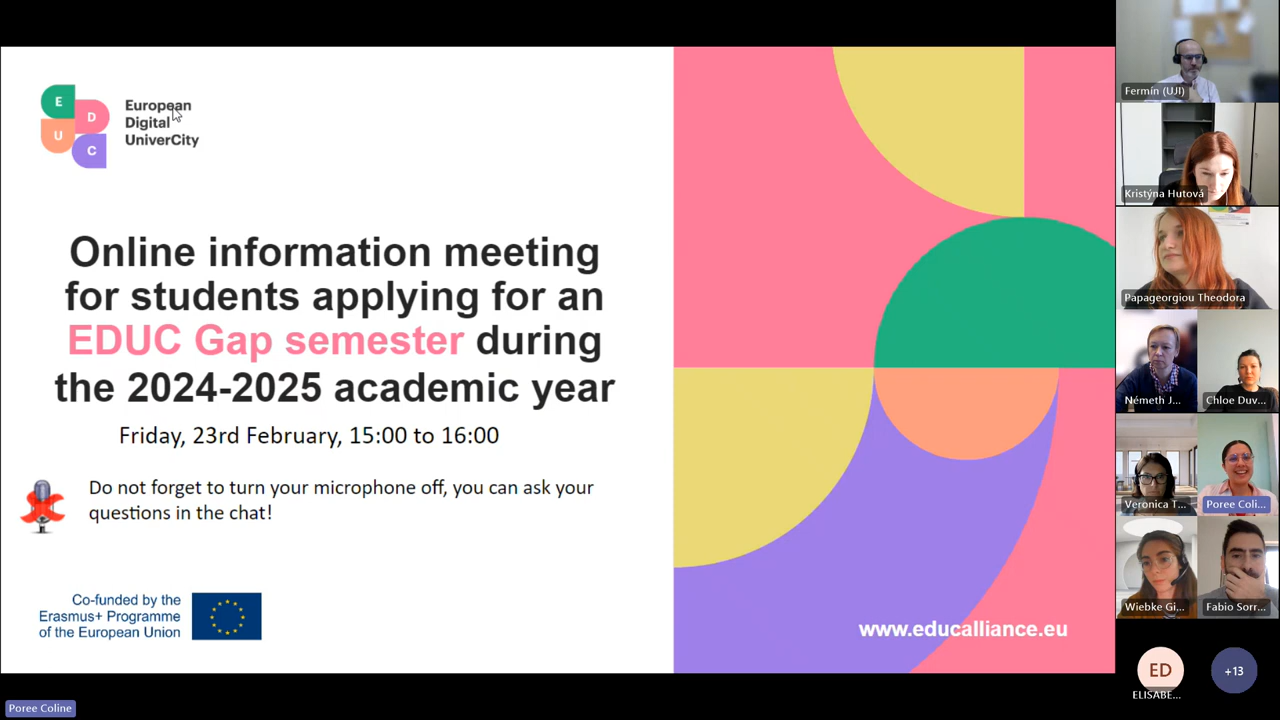 E
D
U
C
European
Digital
UniverCity
Online information meeting
for students applying for an
EDUC Gap semester during
the 2024-2025 academic year
Friday, 23rd February, 15:00 to 16:00
Do not forget to turn your microphone off, you can ask your
questions in the chat!
Co-funded by the
Erasmus+ Programme
of the European Union
www.educalliance.eu
Poree Coline
Fermín (UJI)
Kristýna Hutová
Papageorgiou Theodora
Németh J...
Chloe Duv...
Veronica T...
Poree Coli...
Wiebke Gi...
Fabio Sorr...
ED
ELISABE...
+13